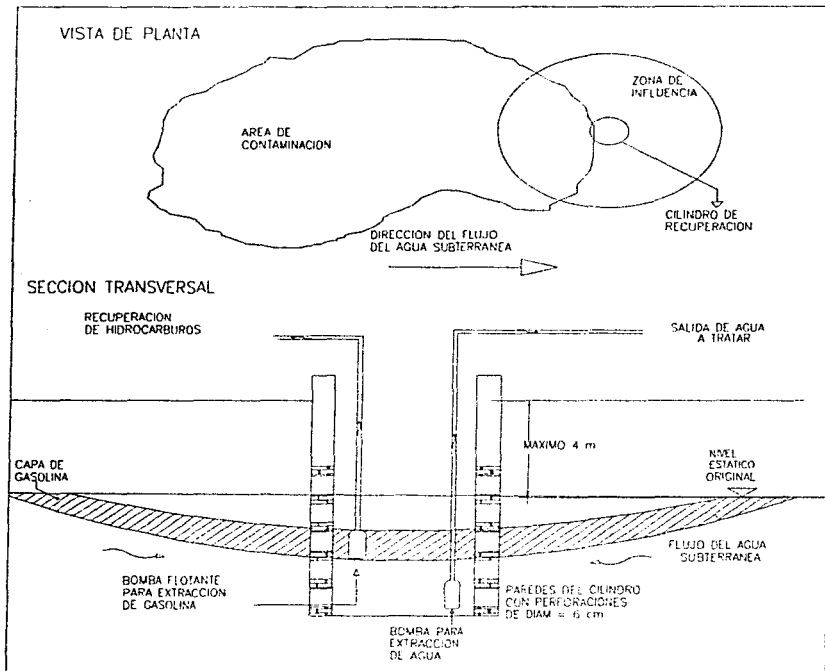 VISTA DE PLANTA
ZONA DE
INFLUENCIA
AREA DE
CONTAMINACION
CILINDRO DE
RECUPERACION
DIRECCION DEL FLUJO
DEL AGUA SUBTERRANEA
SECCION TRANSVERSAL
RECUPERACION
DE HIDROCARBUROS
SALIDA DE AGUA
A TRATAR
MAXIMO 4 m
CAPA DE
GASOLINA
NIVEL
ESTATICO
ORIGINAL
FLUJO DEL AGUA
SUBTERRANEA
BOMBA FLOTANTE
PARA EXTRACCION
DE GASOLINA
PAREDES DEL CILINDRO
CON PERFORACIONES
DE DIAM = 6 cm
BOMBA PARA
EXTRACCION
DE AGUA